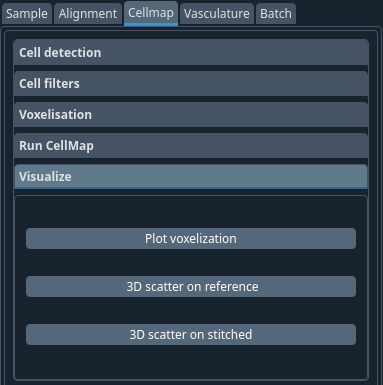 Sample Alignment Cellmap Vasculature Batch
Cell detection
Cell filters
Voxelisation
Run CellMap
Visualize
Plot voxelization
3D scatter on reference
3D scatter on stitched